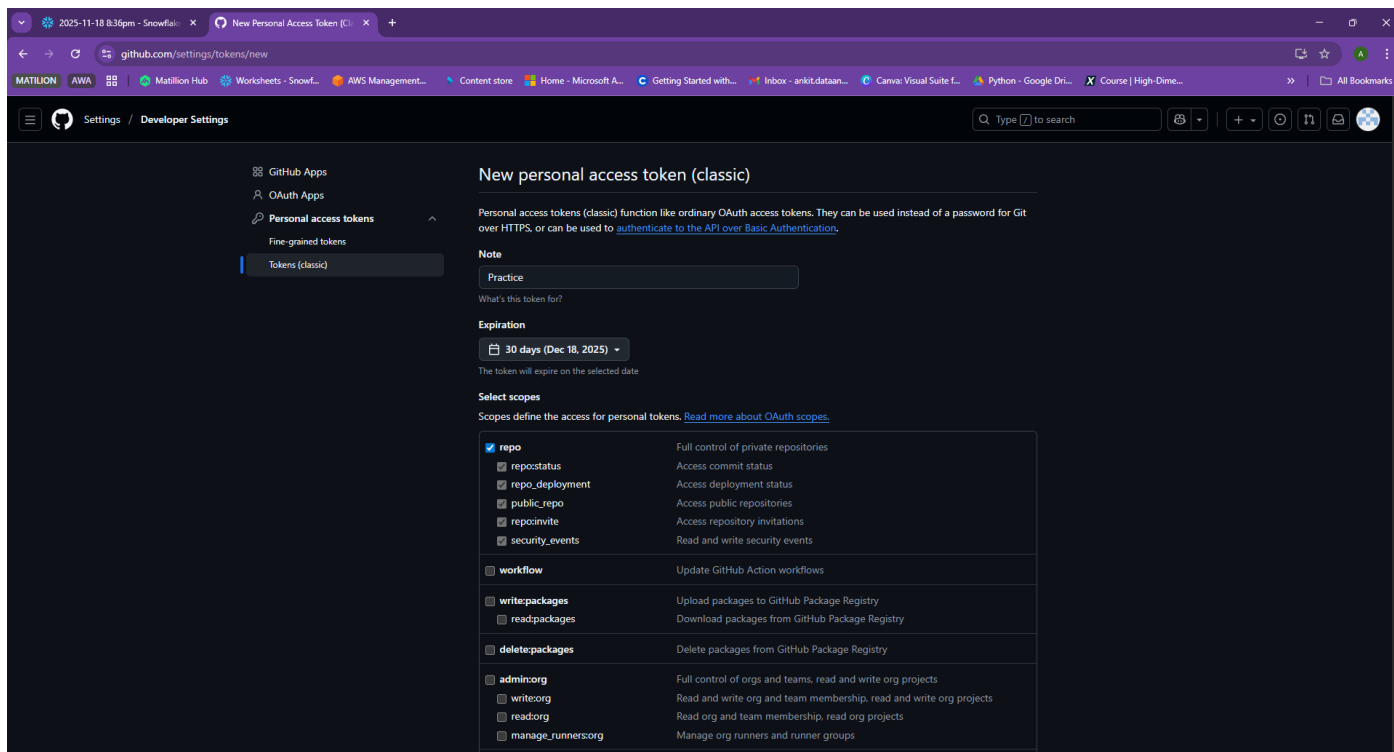 2025-11-18 8:36pm - Snowflak
New Personal Access Token (Cla
github.com/settings/tokens/new
A
MATILION
AWA
Matillion Hub
Worksheets - Snowf...
AWS Management...
Content store
Home - Microsoft A...
Getting Started with...
Inbox - ankit.dataan...
Canva: Visual Suite f...
Python - Google Dri...
Course | High-Dime...
All Bookmarks
Settings / Developer Settings
Type / to search
GitHub Apps
OAuth Apps
Personal access tokens
Fine-grained tokens
Tokens (classic)
New personal access token (classic)
Personal access tokens (classic) function like ordinary OAuth access tokens. They can be used instead of a password for Git
over HTTPS, or can be used to authenticate to the API over Basic Authentication.
Note
Practice
What's this token for?
Expiration
30 days (Dec 18, 2025)
The token will expire on the selected date
Select scopes
Scopes define the access for personal tokens. Read more about OAuth scopes.
repo Full control of private repositories
repo:status Access commit status
repo_deployment Access deployment status
public_repo Access public repositories
repo:invite Access repository invitations
security_events Read and write security events
workflow Update GitHub Action workflows
write:packages Upload packages to GitHub Package Registry
read:packages Download packages from GitHub Package Registry
delete:packages Delete packages from GitHub Package Registry
admin:org Full control of orgs and teams, read and write org projects
write:org Read and write org and team membership, read and write org projects
read:org Read org and team membership, read org projects
manage_runners:org Manage org runners and runner groups